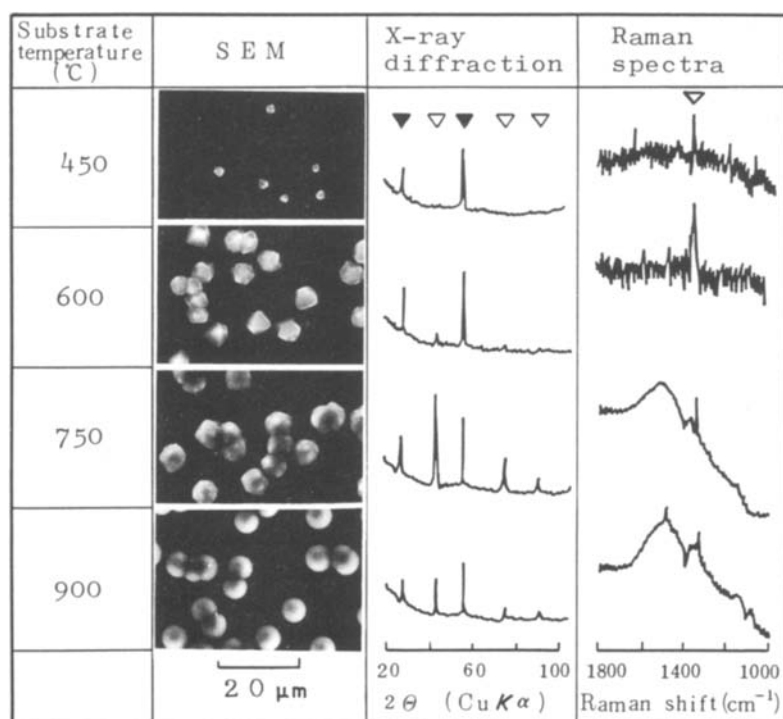 Substrate
temperature
(℃)
SEM
X-ray
diffraction
Raman
spectra
450
600
750
900
20 μm
20 60 100
2θ (CuKα)
1800 1400 1000
Raman shift(cm⁻¹)